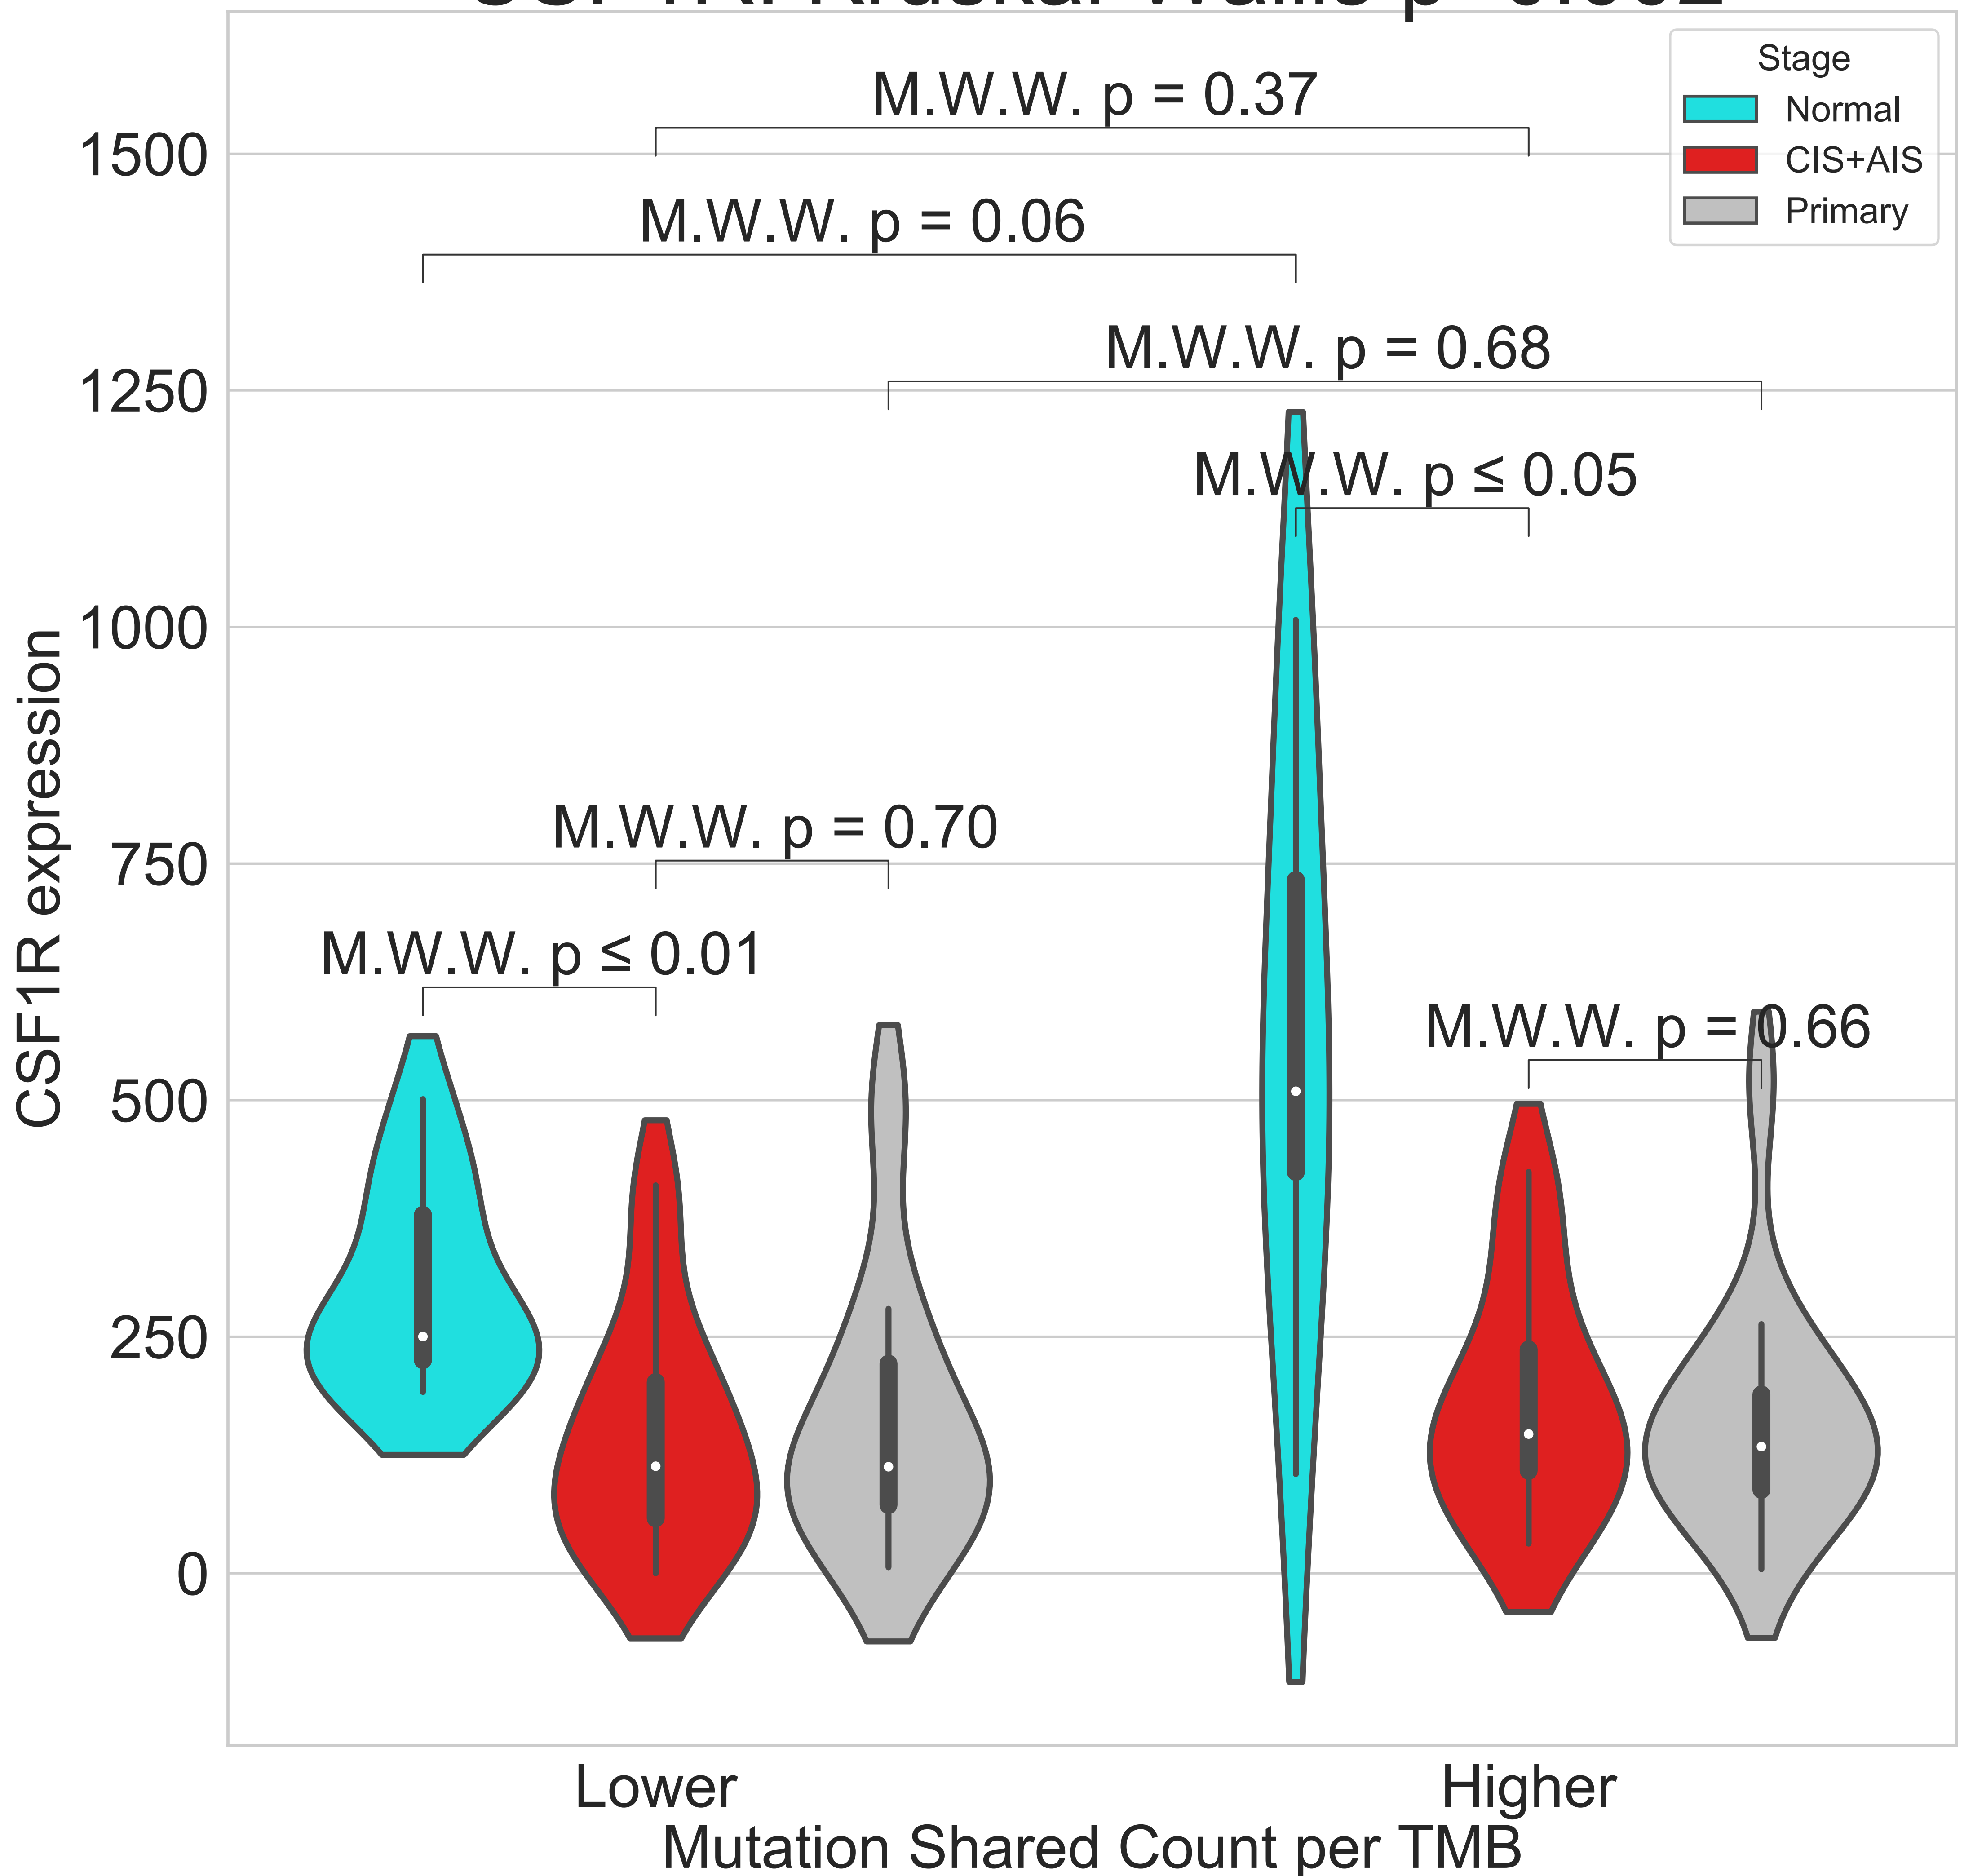 Stage
Normal
CIS+AIS
Primary
M.W.W. p = 0.37
M.W.W. p = 0.06
M.W.W. p = 0.68
M.W.W. p ≤ 0.05
M.W.W. p = 0.70
M.W.W. p ≤ 0.01
M.W.W. p = 0.66
1500
1250
1000
750
500
250
0
CSF1R expression
Lower
Higher
Mutation Shared Count per TMB